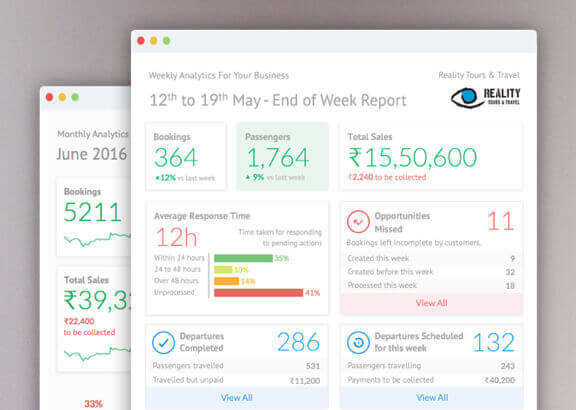 Weekly Analytics For Your Business
Reality Tours & Travel
12th to 19th May - End of Week Report
REALITY
TOURS & TRAVEL
Bookings
364
+12% vs last week
Passengers
1,764
▲ 9% vs last week
Total Sales
₹15,50,600
₹2,240 to be collected
Average Response Time
12h
Time taken for responding
to pending actions
Within 24 hours 35%
24 to 48 hours 10%
Over 48 hours 14%
Unprocessed 41%
Opportunities
Missed
11
Bookings left incomplete by customers.
Created this week 9
Created before this week 32
Processed this week 18
View All
Departures
Completed
286
Passengers travelled 531
Travelled but unpaid ₹11,200
View All
Departures Scheduled
for this week
132
Passengers travelling 243
Payments to be collected ₹40,200
View All
Monthly Analytics
June 2016
Bookings
5211
Total Sales
₹39,3
₹22,400
to be collected
33%